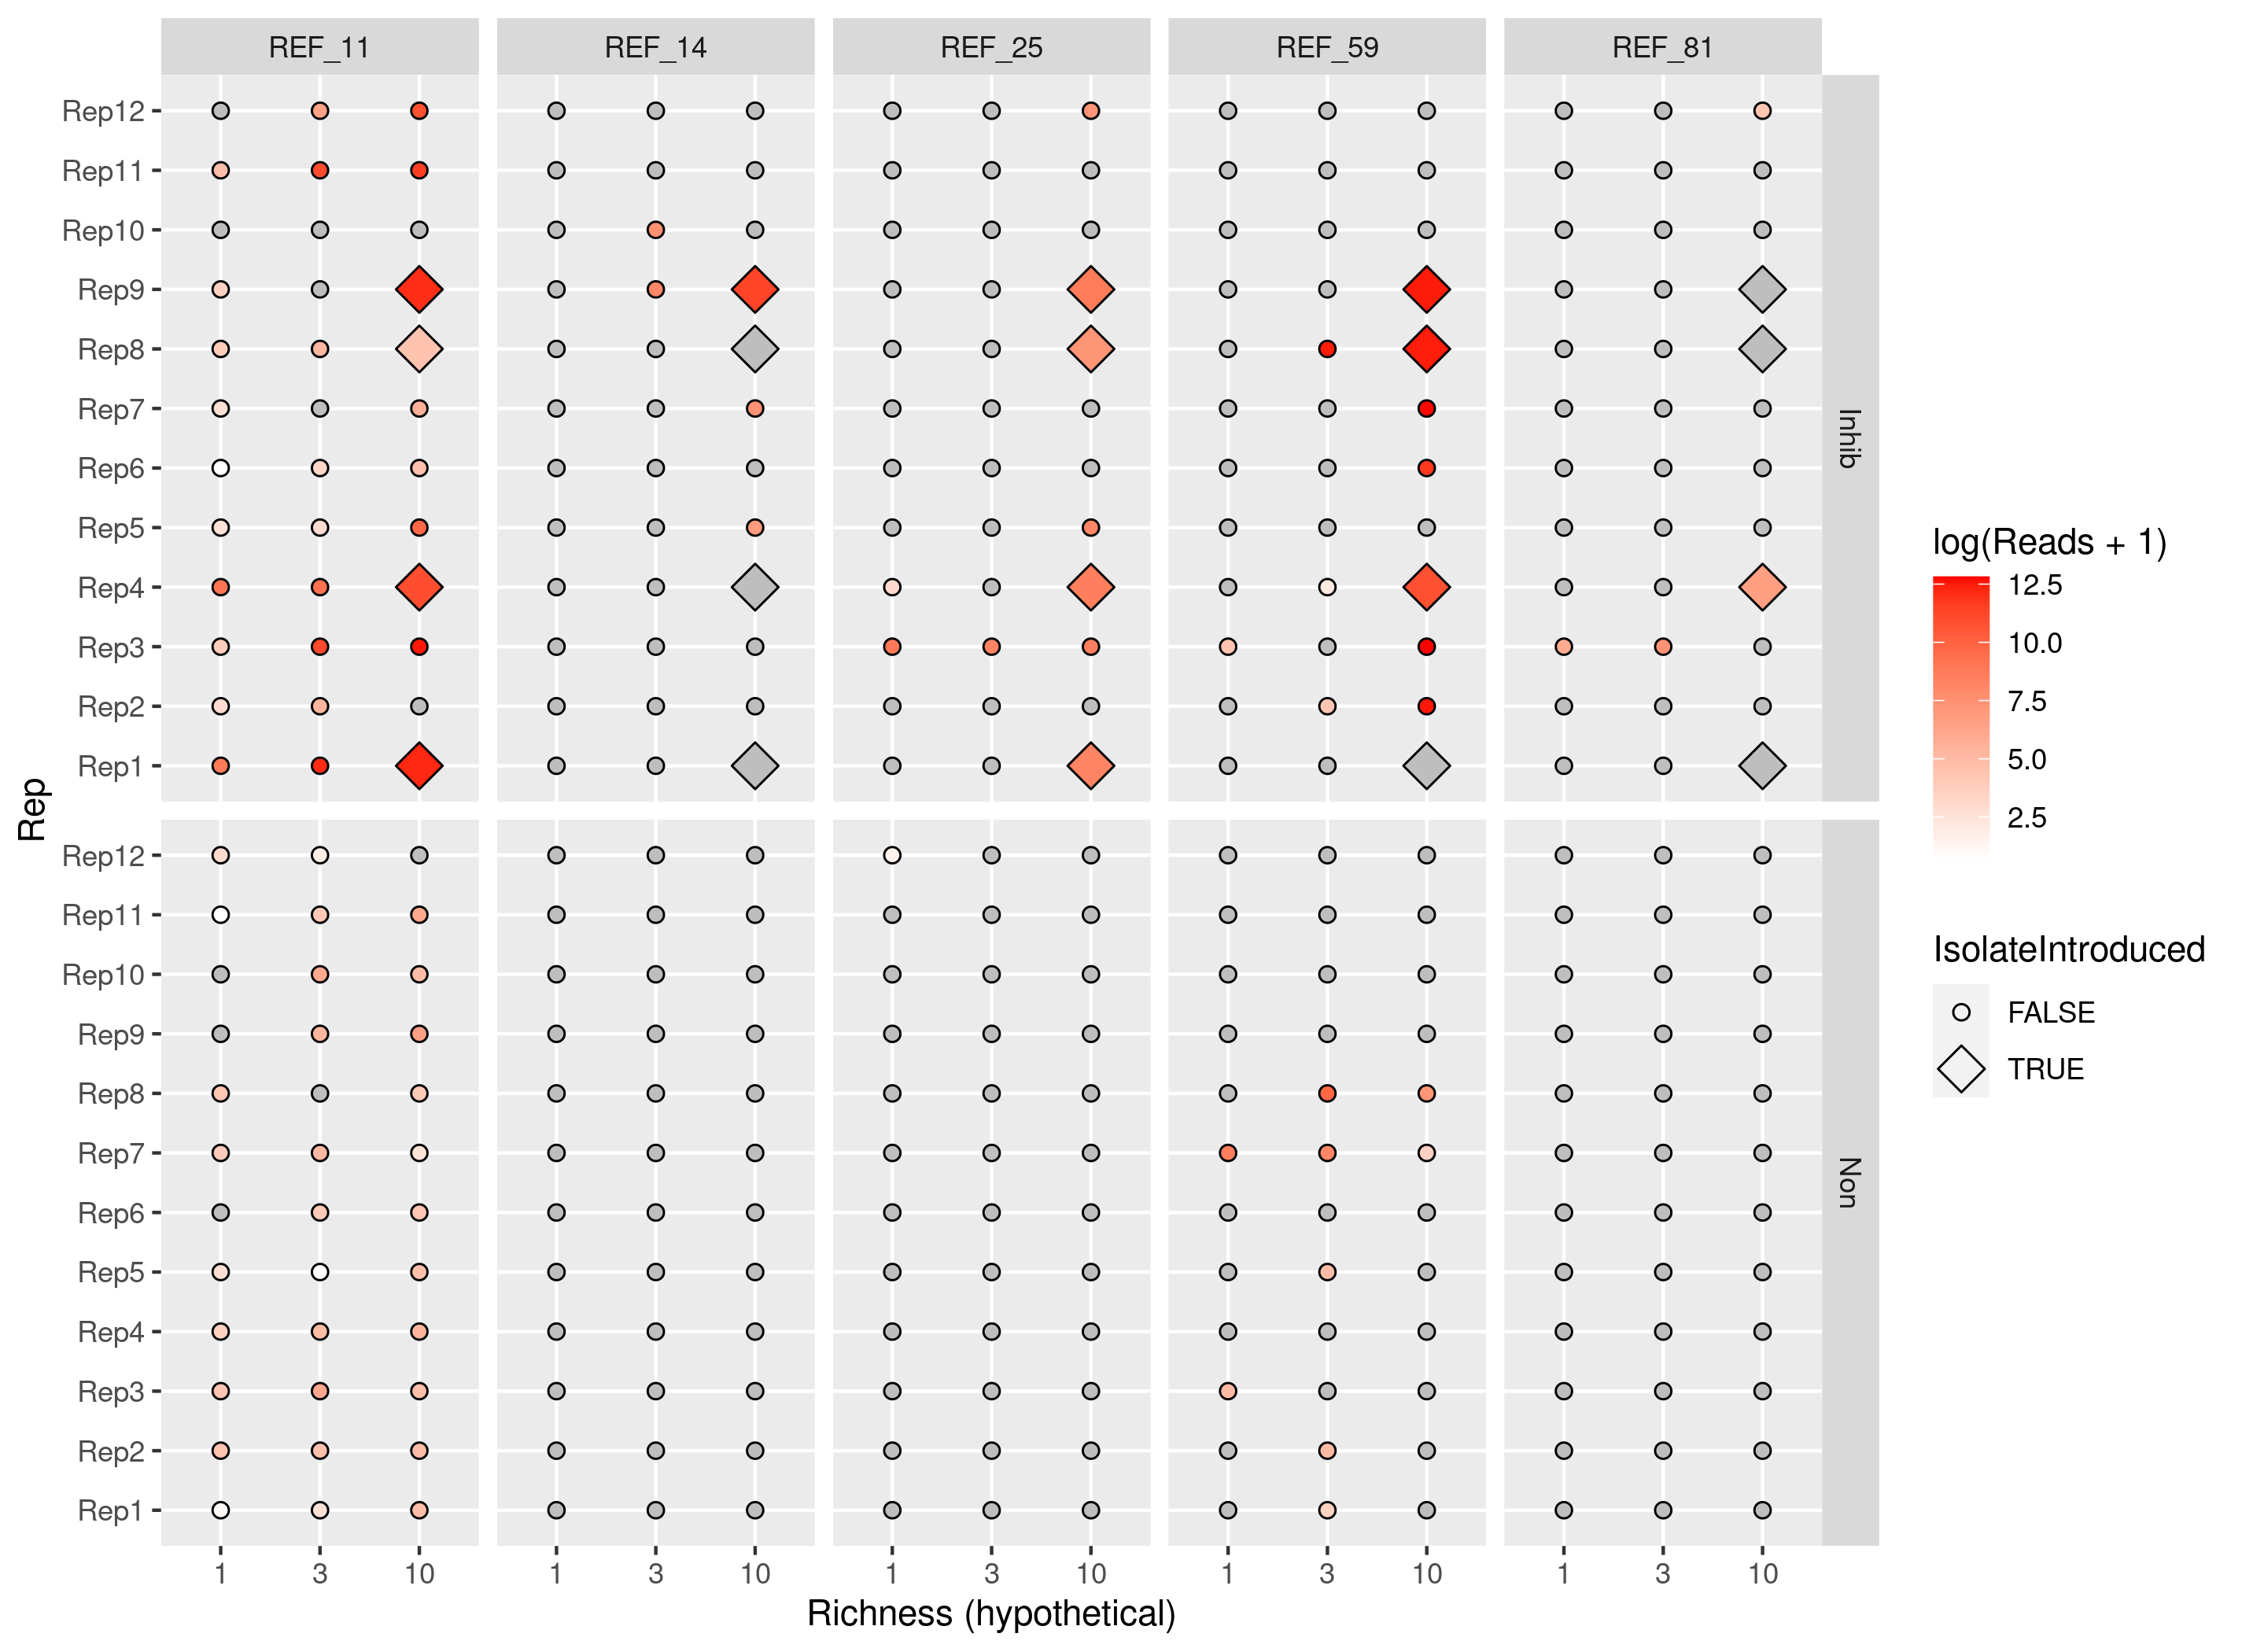 REF_11 REF_14 REF_25 REF_59 REF_81
Rep12
Rep11
Rep10
Rep9
Rep8
Rep7
Rep6
Rep5
Rep4
Rep3
Rep2
Rep1
Inhib
Rep12
Rep11
Rep10
Rep9
Rep8
Rep7
Rep6
Rep5
Rep4
Rep3
Rep2
Rep1
Non
Rep
1 3 10 1 3 10 1 3 10 1 3 10 1 3 10
Richness (hypothetical)
log(Reads + 1)
12.5
10.0
7.5
5.0
2.5
IsolateIntroduced
FALSE
TRUE